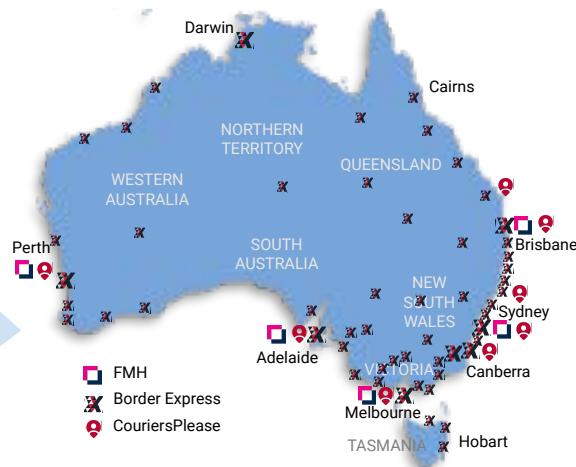 Darwin
Cairns
NORTHERN
TERRITORY
QUEENSLAND
WESTERN
AUSTRALIA
Perth
Brisbane
SOUTH
AUSTRALIA
NEW
SOUTH
WALES
Sydney
Adelaide
VICTORIA
Canberra
FMH
Border Express
Melbourne
CouriersPlease
TASMANIA
Hobart